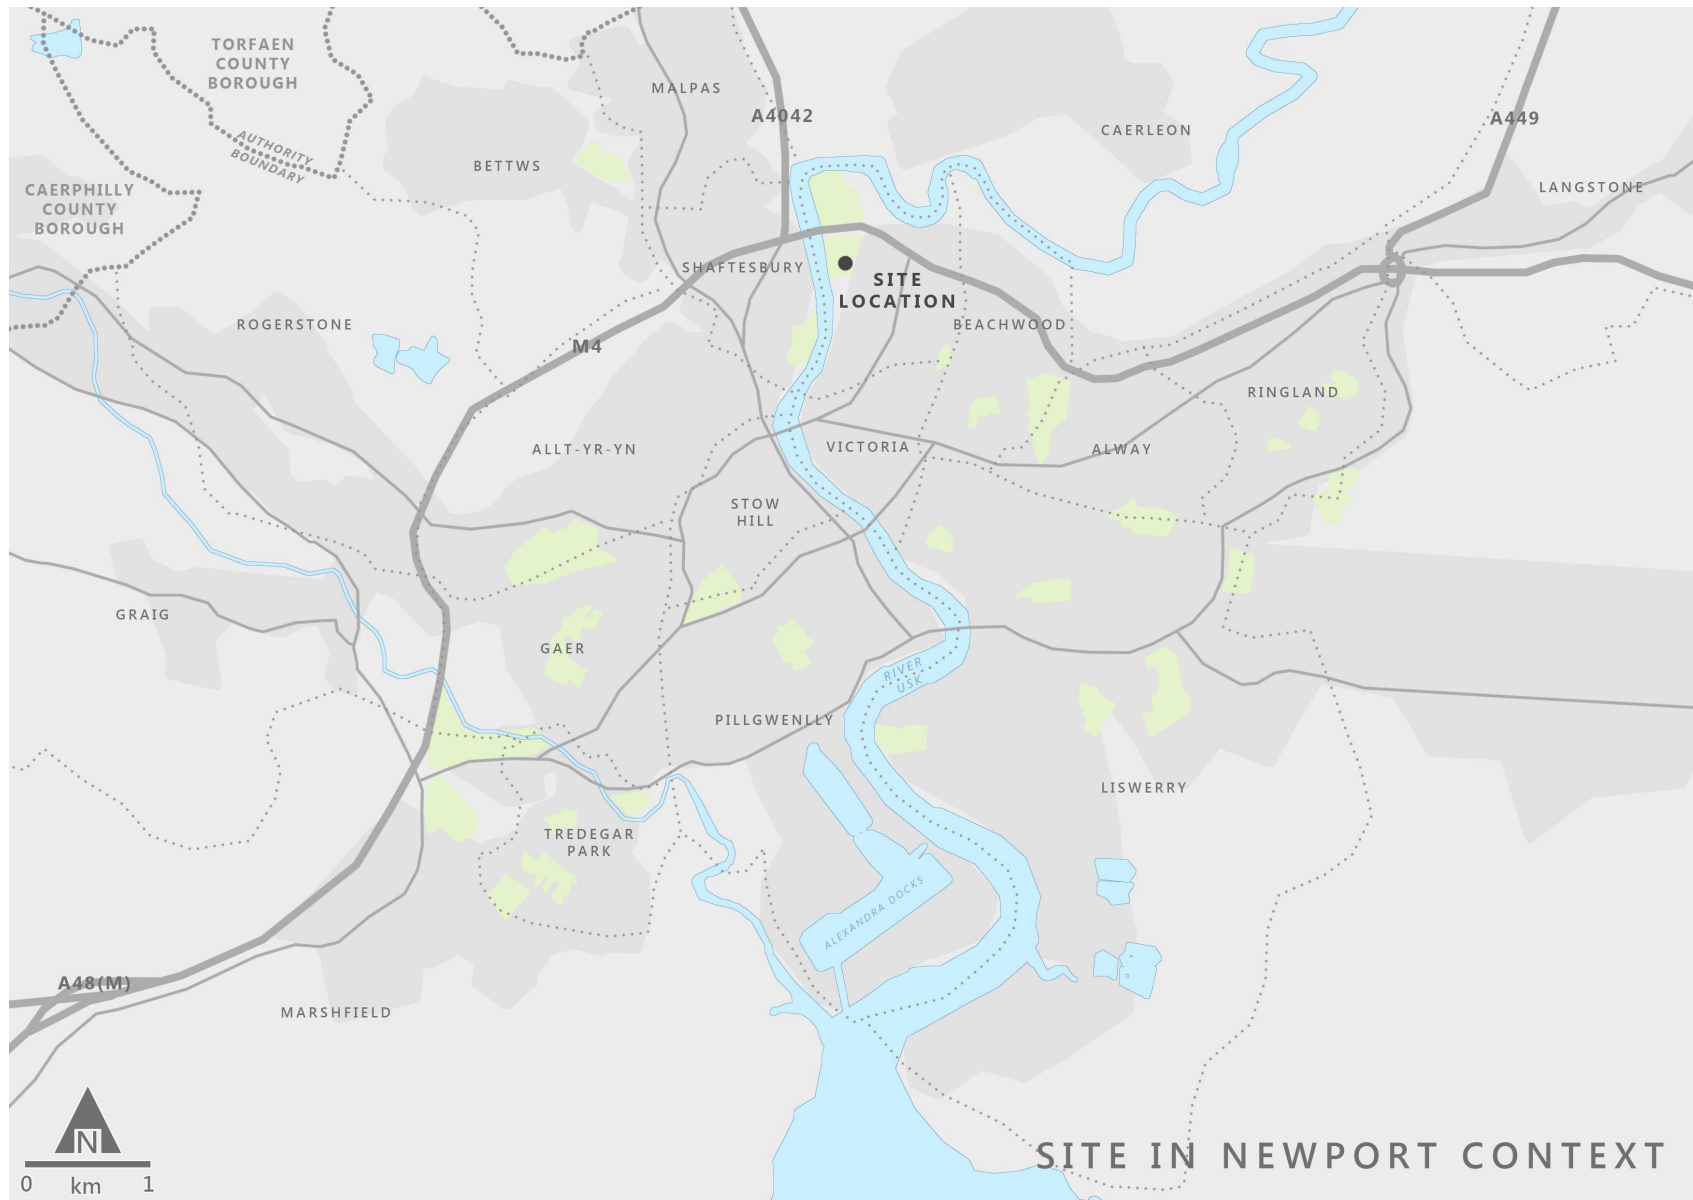 TORFAEN
COUNTY
BOROUGH
MALPAS
A4042
A449
CAERLEON
AUTHORITY
BOUNDARY
BETTWS
LANGSTONE
CAERPHILLY
COUNTY
BOROUGH
SHAFTESBURY
SITE
LOCATION
ROGERSTONE
BEACHWOOD
M4
RINGLAND
ALLT-YR-YN
VICTORIA
ALWAY
STOW
HILL
GRAIG
GAER
RIVER
USK
PILLGWENLLY
LISWERRY
TREDEGAR
PARK
ALEXANDRA DOCKS
A48(M)
MARSHFIELD
N
0 km 1
SITE IN NEWPORT CONTEXT